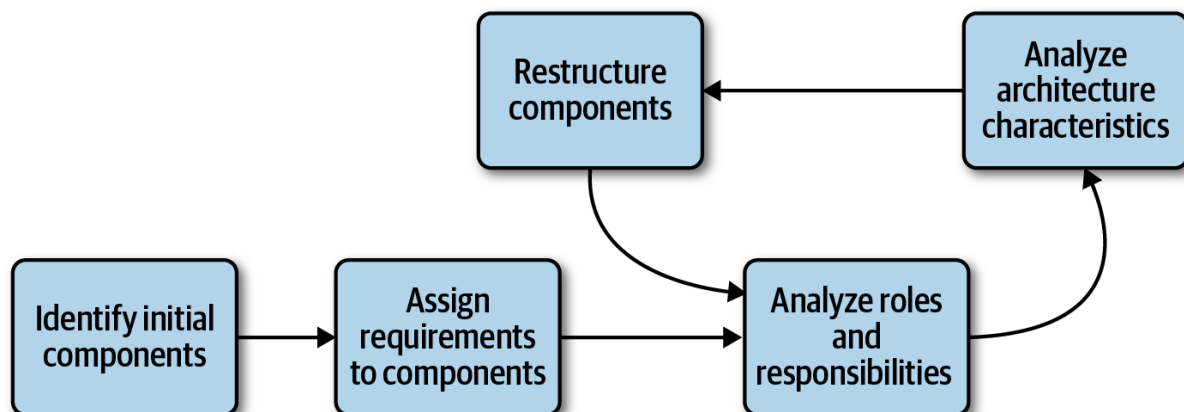 Restructure
components
Analyze
architecture
characteristics
Identify initial
components
Assign
requirements
to components
Analyze roles
and
responsibilities